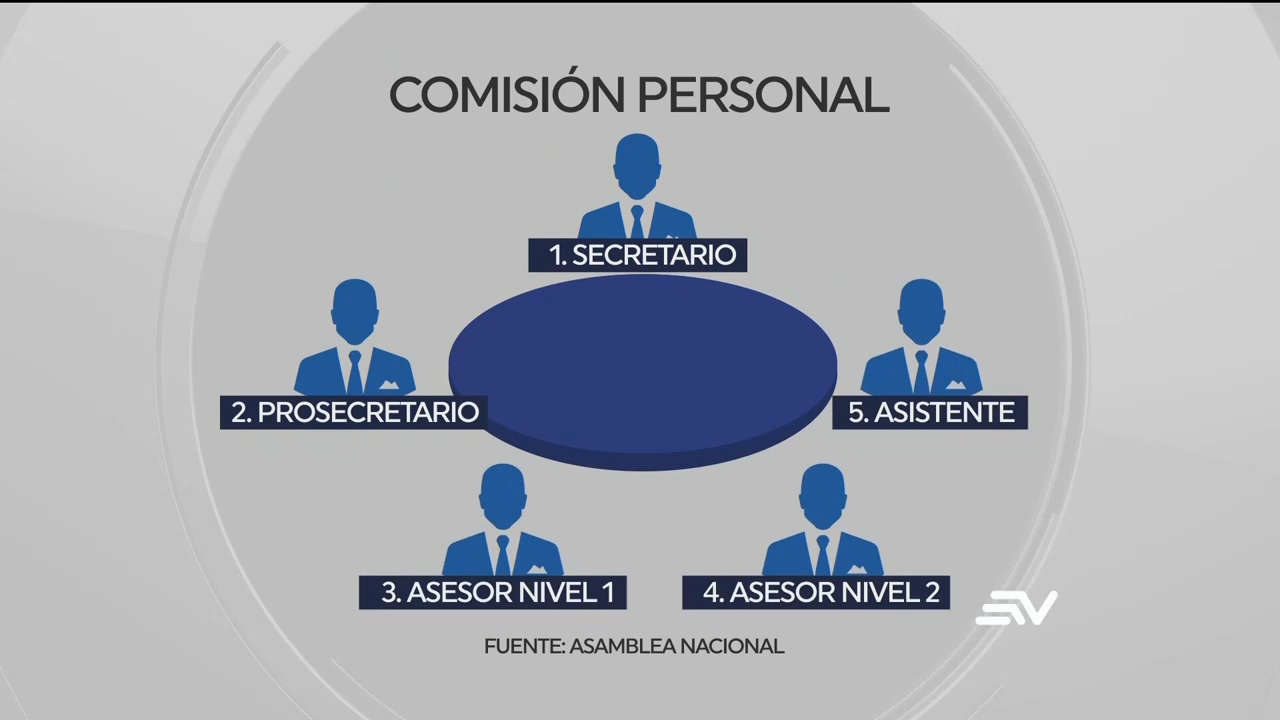 COMISIÓN PERSONAL
1. SECRETARIO
2. PROSECRETARIO
5. ASISTENTE
3. ASESOR NIVEL 1
4. ASESOR NIVEL 2
FUENTE: ASAMBLEA NACIONAL